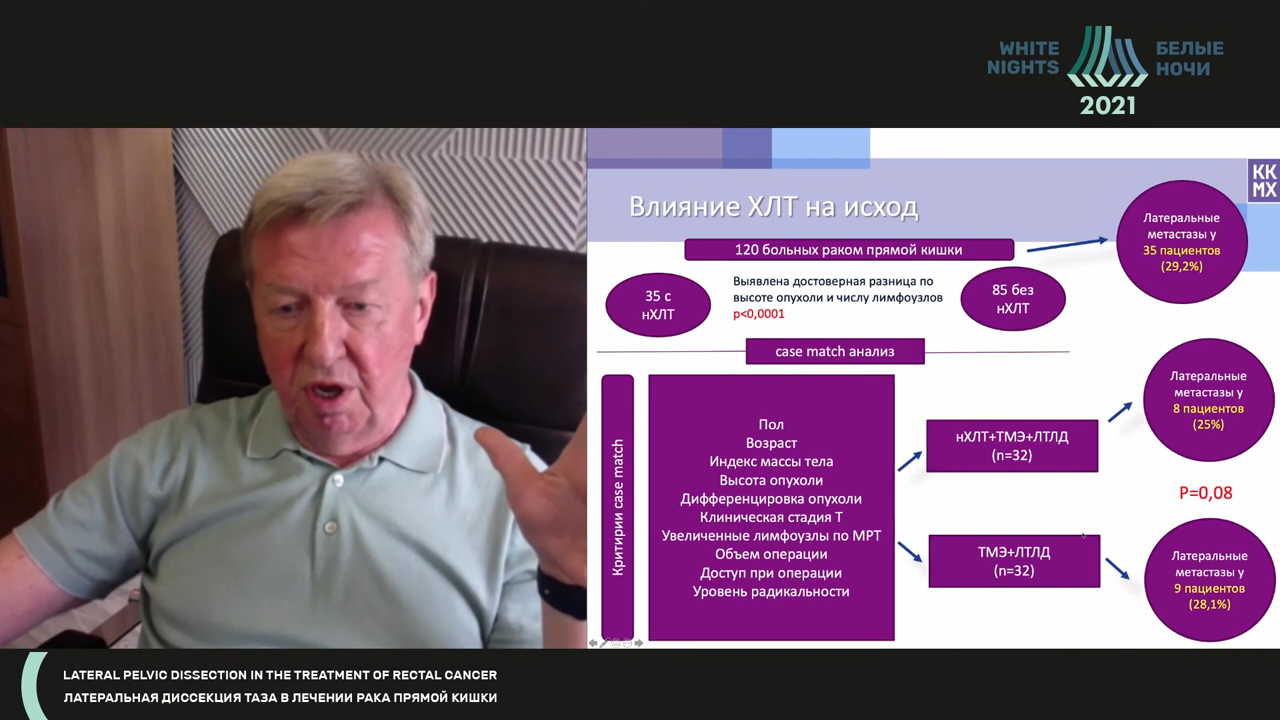 WHITE
NIGHTS
БЕЛЫЕ
НОЧИ
2021
КК
МХ
Влияние ХЛТ на исход
120 больных раком прямой кишки
Латеральные
метастазы у
35 пациентов
(29,2%)
35 с
нХЛТ
Выявлена достоверная разница по
высоте опухоли и числу лимфоузлов
p<0,0001
85 без
нХЛТ
case match анализ
Критирии case match
Пол
Возраст
Индекс массы тела
Высота опухоли
Дифференцировка опухоли
Клиническая стадия Т
Увеличенные лимфоузлы по МРТ
Объем операции
Доступ при операции
Уровень радикальности
нХЛТ+ТМЭ+ЛТЛД
(n=32)
Латеральные
метастазы у
8 пациентов
(25%)
P=0,08
ТМЭ+ЛТЛД
(n=32)
Латеральные
метастазы у
9 пациентов
(28,1%)
LATERAL PELVIC DISSECTION IN THE TREATMENT OF RECTAL CANCER
ЛАТЕРАЛЬНАЯ ДИССЕКЦИЯ ТАЗА В ЛЕЧЕНИИ РАКА ПРЯМОЙ КИШКИ